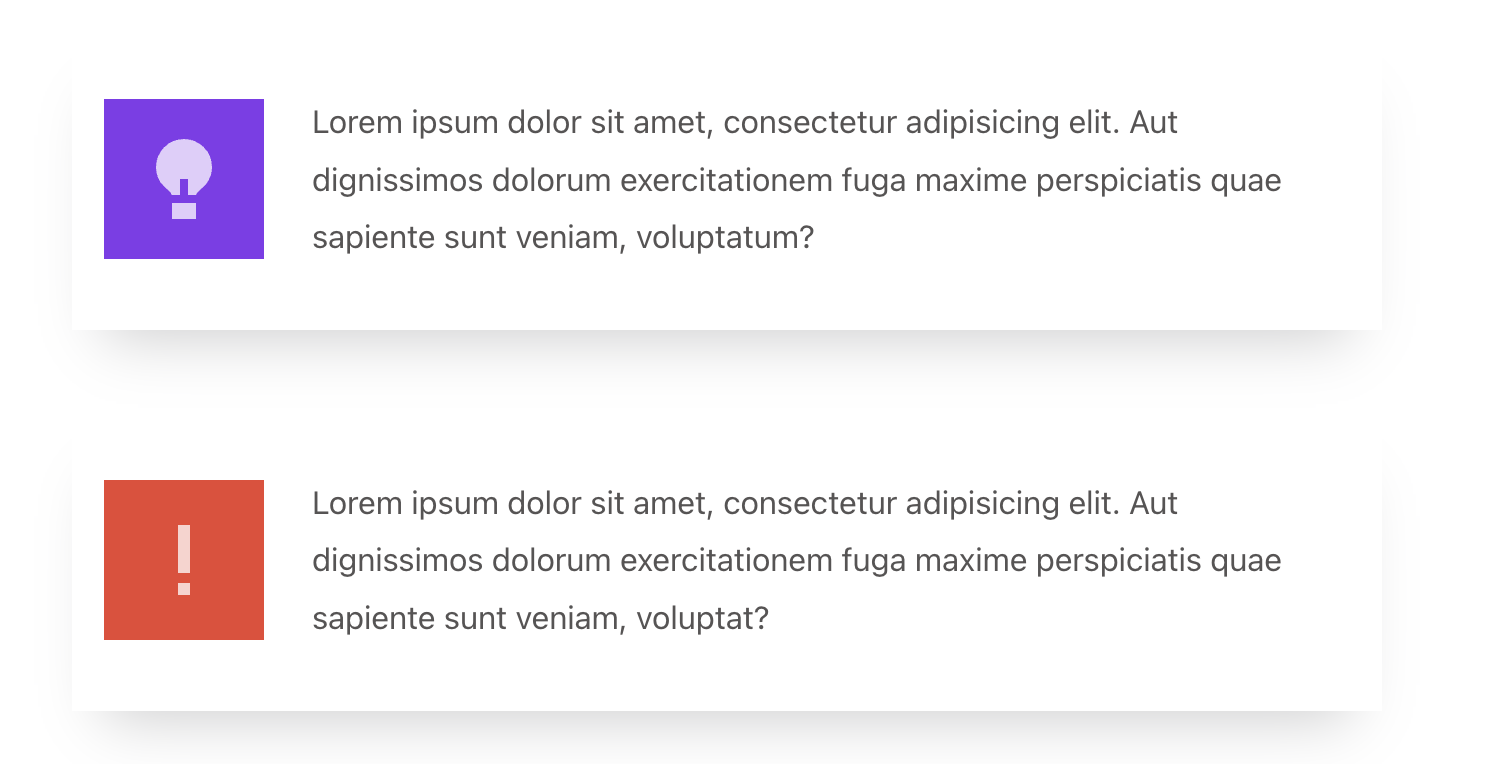 Lorem ipsum dolor sit amet, consectetur adipisicing elit. Aut
dignissimos dolorum exercitationem fuga maxime perspiciatis quae
sapiente sunt veniam, voluptatum?
Lorem ipsum dolor sit amet, consectetur adipisicing elit. Aut
dignissimos dolorum exercitationem fuga maxime perspiciatis quae
sapiente sunt veniam, voluptat?